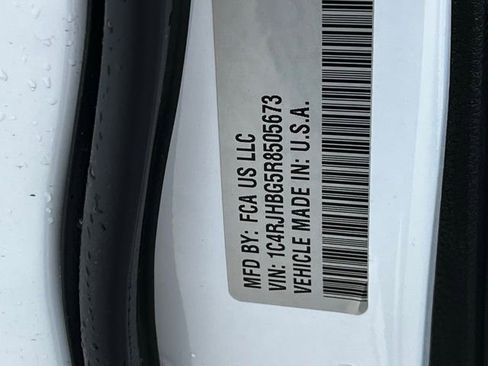 MFD BY: FCA US LLC
VIN: 1C4RJHBG5R8505673
VEHICLE MADE IN: U.S.A.